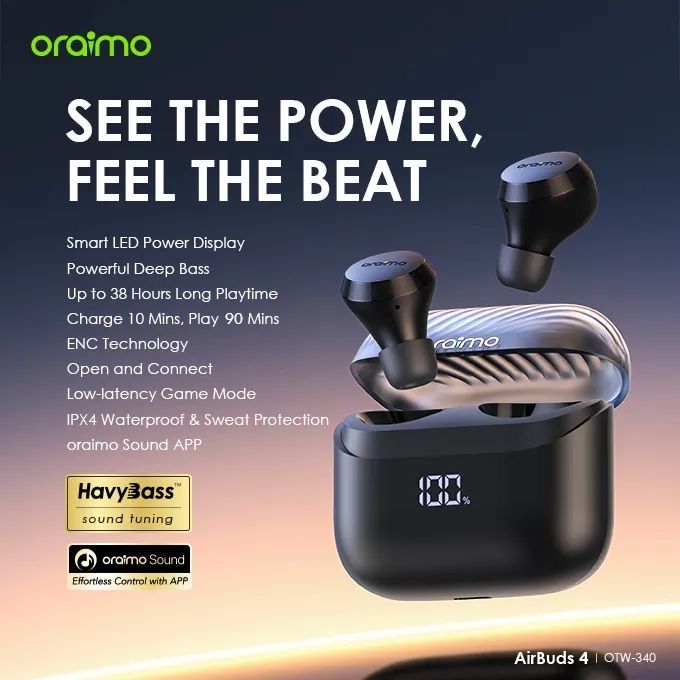 oraimo
SEE THE POWER,
FEEL THE BEAT
Smart LED Power Display
Powerful Deep Bass
Up to 38 Hours Long Playtime
Charge 10 Mins, Play 90 Mins
ENC Technology
Open and Connect
Low-latency Game Mode
IPX4 Waterproof & Sweat Protection
oraimo Sound APP
HavyBass™
sound tuning
oraimo Sound
Effortless Control with APP
oraimo
oraimo
raimo
100%
AirBuds 4 | OTW-340